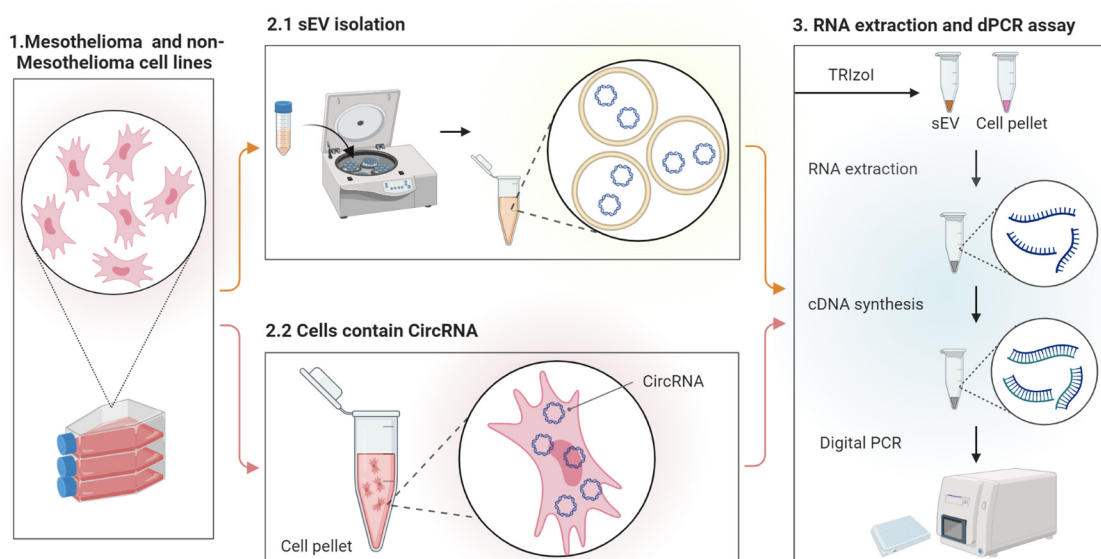 1.Mesothelioma and non-
Mesothelioma cell lines
2.1 sEV isolation
2.2 Cells contain CircRNA
CircRNA
Cell pellet
3. RNA extraction and dPCR assay
TRIzol
sEV
Cell pellet
RNA extraction
cDNA synthesis
Digital PCR